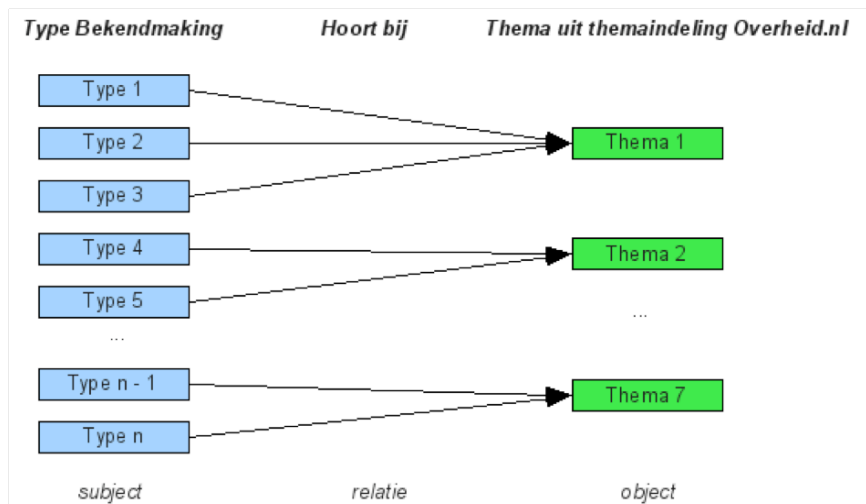 Type Bekendmaking Hoort bij Thema uit themaindeling Overheid.nl
Type 1
Type 2 Thema 1
Type 3
Type 4 Thema 2
Type 5
... ...
Type n - 1 Thema 7
Type n
subject relatie object